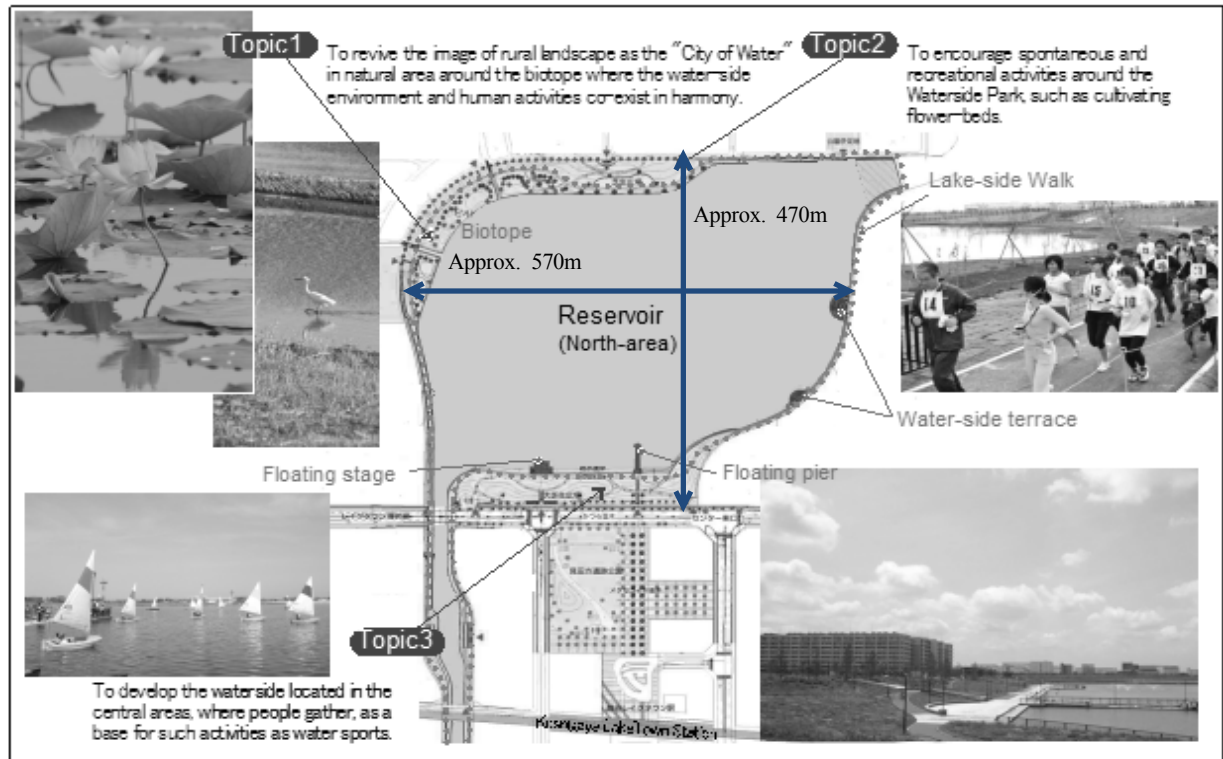 Topic1
To revive the image of rural landscape as the "City of Water"
in natural area around the biotope where the water-side
environment and human activities co-exist in harmony.
Topic2
To encourage spontaneous and
recreational activities around the
Waterside Park, such as cultivating
flower-beds.
Lake-side Walk
Approx. 470m
Biotope
Approx. 570m
Reservoir
(North-area)
14
15
10
Water-side terrace
Floating stage
Floating pier
Topic3
To develop the waterside located in the
central areas, where people gather, as a
base for such activities as water sports.